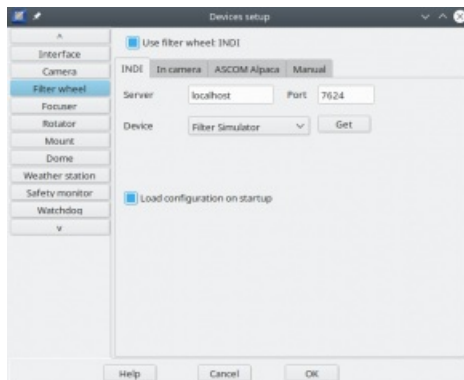 Devices setup
^
Interface
Camera
Filter wheel
Focuser
Rotator
Mount
Dome
Weather station
Safety monitor
Watchdog
v
Use filter wheel: INDI
INDI In camera ASCOM Alpaca Manual
Server localhost Port 7624
Device Filter Simulator Get
Load configuration on startup
Help Cancel OK